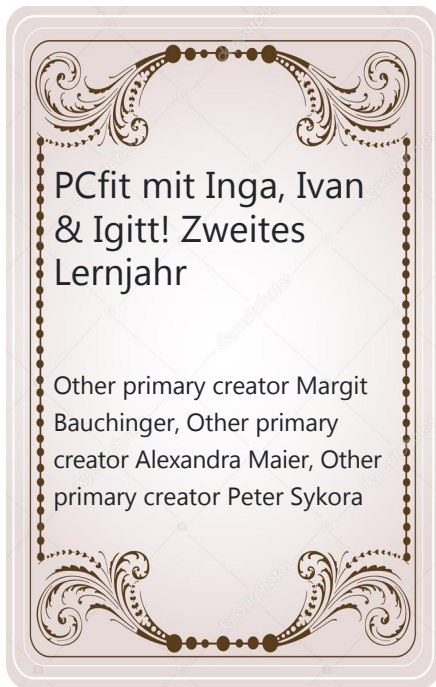 PCfit mit Inga, Ivan
& Igitt! Zweites
Lernjahr
Other primary creator Margit
Bauchinger, Other primary
creator Alexandra Maier, Other
primary creator Peter Sykora